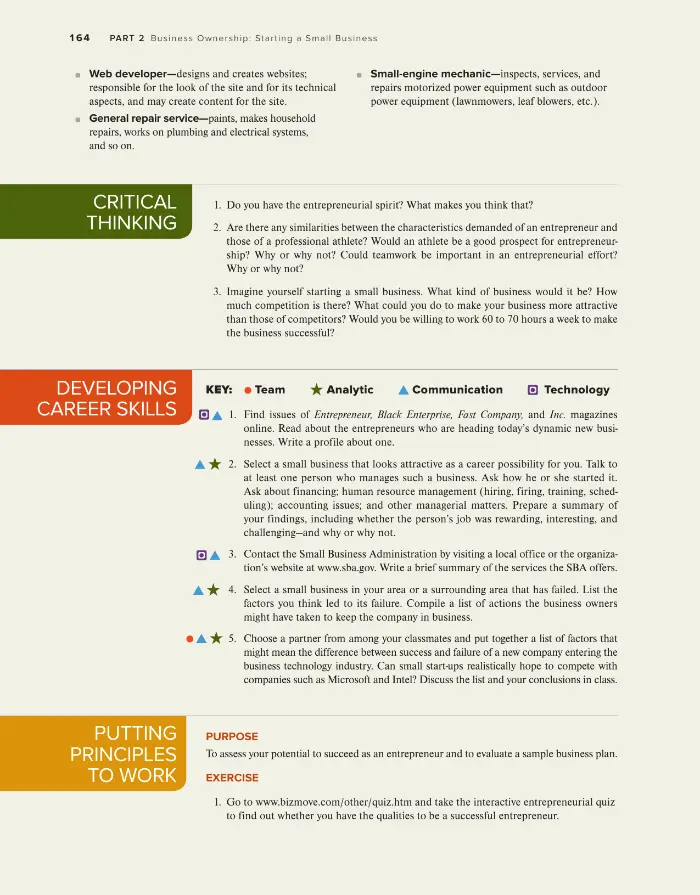 164 PART 2 Business Ownership: Starting a Small Business
Web developer—designs and creates websites;
responsible for the look of the site and for its technical
aspects, and may create content for the site.
General repair service—paints, makes household
repairs, works on plumbing and electrical systems,
and so on.
Small-engine mechanic—inspects, services, and
repairs motorized power equipment such as outdoor
power equipment (lawnmowers, leaf blowers, etc.).
CRITICAL
THINKING
1. Do you have the entrepreneurial spirit? What makes you think that?
2. Are there any similarities between the characteristics demanded of an entrepreneur and
those of a professional athlete? Would an athlete be a good prospect for entrepreneur-
ship? Why or why not? Could teamwork be important in an entrepreneurial effort?
Why or why not?
3. Imagine yourself starting a small business. What kind of business would it be? How
much competition is there? What could you do to make your business more attractive
than those of competitors? Would you be willing to work 60 to 70 hours a week to make
the business successful?
DEVELOPING
CAREER SKILLS
KEY: Team Analytic Communication Technology
1. Find issues of Entrepreneur, Black Enterprise, Fast Company, and Inc. magazines
online. Read about the entrepreneurs who are heading today's dynamic new busi-
nesses. Write a profile about one.
2. Select a small business that looks attractive as a career possibility for you. Talk to
at least one person who manages such a business. Ask how he or she started it.
Ask about financing; human resource management (hiring, firing, training, sched-
uling); accounting issues; and other managerial matters. Prepare a summary of
your findings, including whether the person's job was rewarding, interesting, and
challenging—and why or why not.
3. Contact the Small Business Administration by visiting a local office or the organiza-
tion's website at www.sba.gov. Write a brief summary of the services the SBA offers.
4. Select a small business in your area or a surrounding area that has failed. List the
factors you think led to its failure. Compile a list of actions the business owners
might have taken to keep the company in business.
5. Choose a partner from among your classmates and put together a list of factors that
might mean the difference between success and failure of a new company entering the
business technology industry. Can small start-ups realistically hope to compete with
companies such as Microsoft and Intel? Discuss the list and your conclusions in class.
PUTTING
PRINCIPLES
TO WORK
PURPOSE
To assess your potential to succeed as an entrepreneur and to evaluate a sample business plan.
EXERCISE
1. Go to www.bizmove.com/other/quiz.htm and take the interactive entrepreneurial quiz
to find out whether you have the qualities to be a successful entrepreneur.